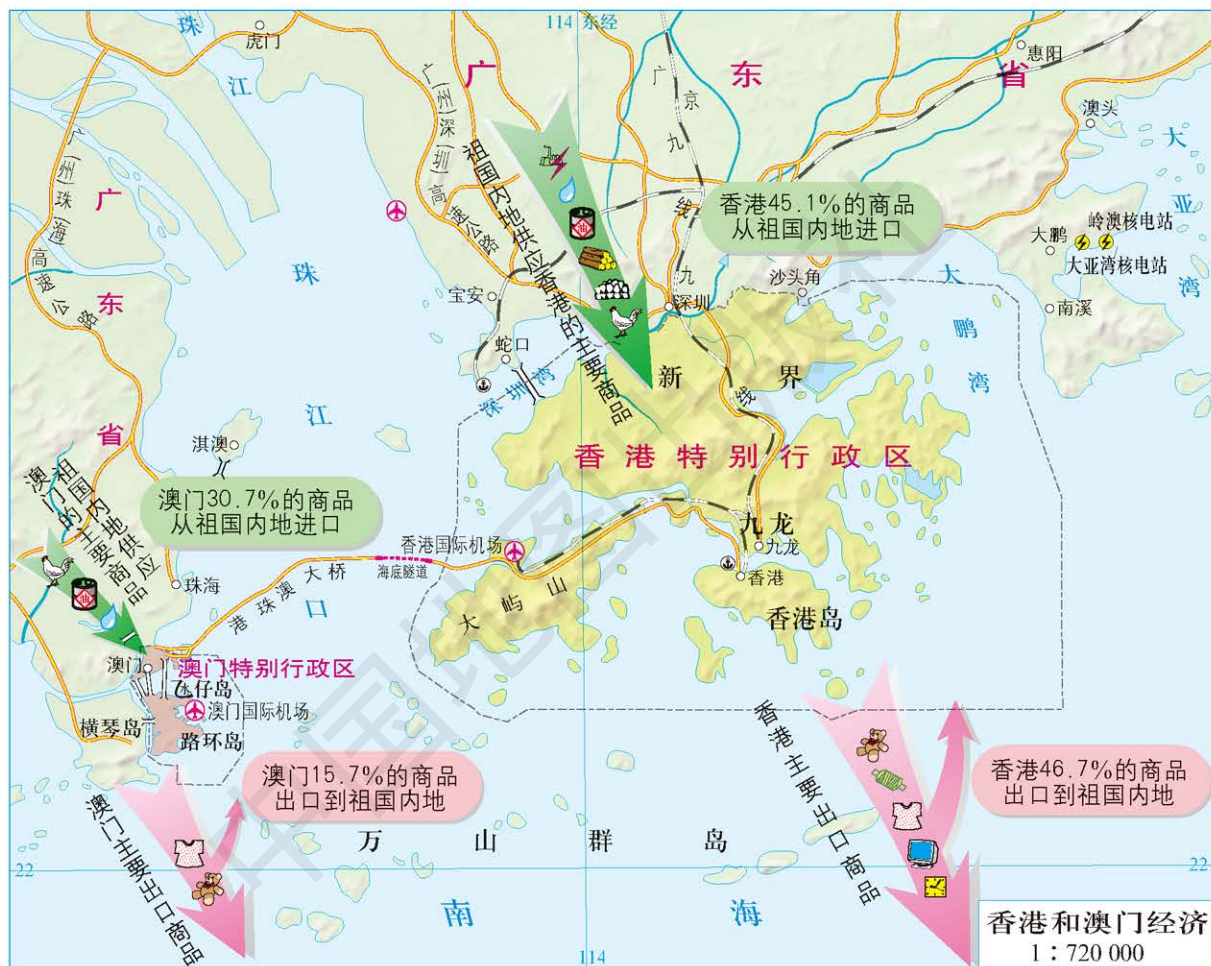 114 东经
珠江
虎门
广东省
惠阳
广州(深圳)高速公路
广九
京九线
九线
澳头
大亚湾
岭澳核电站
大亚湾核电站
大鹏
南溪
大鹏湾
广州(珠海)高速公路
广东省
珠江口
祖国内地供应香港的主要商品
油
香港45.1%的商品
从祖国内地进口
宝安
蛇口
深圳
沙头角
深圳湾
新界
香港特别行政区
淇澳
祖国内地供应
澳门的主要商品
油
澳门30.7%的商品
从祖国内地进口
珠海
港珠澳大桥
海底隧道
香港国际机场
大屿山
九龙
九龙
香港
香港岛
澳门
澳门特别行政区
氹仔岛
澳门国际机场
横琴岛
路环岛
澳门15.7%的商品
出口到祖国内地
澳门主要出口商品
香港主要出口商品
香港46.7%的商品
出口到祖国内地
万山群岛
22
22
南海
114
香港和澳门经济
1：720 000
中国地图出版社